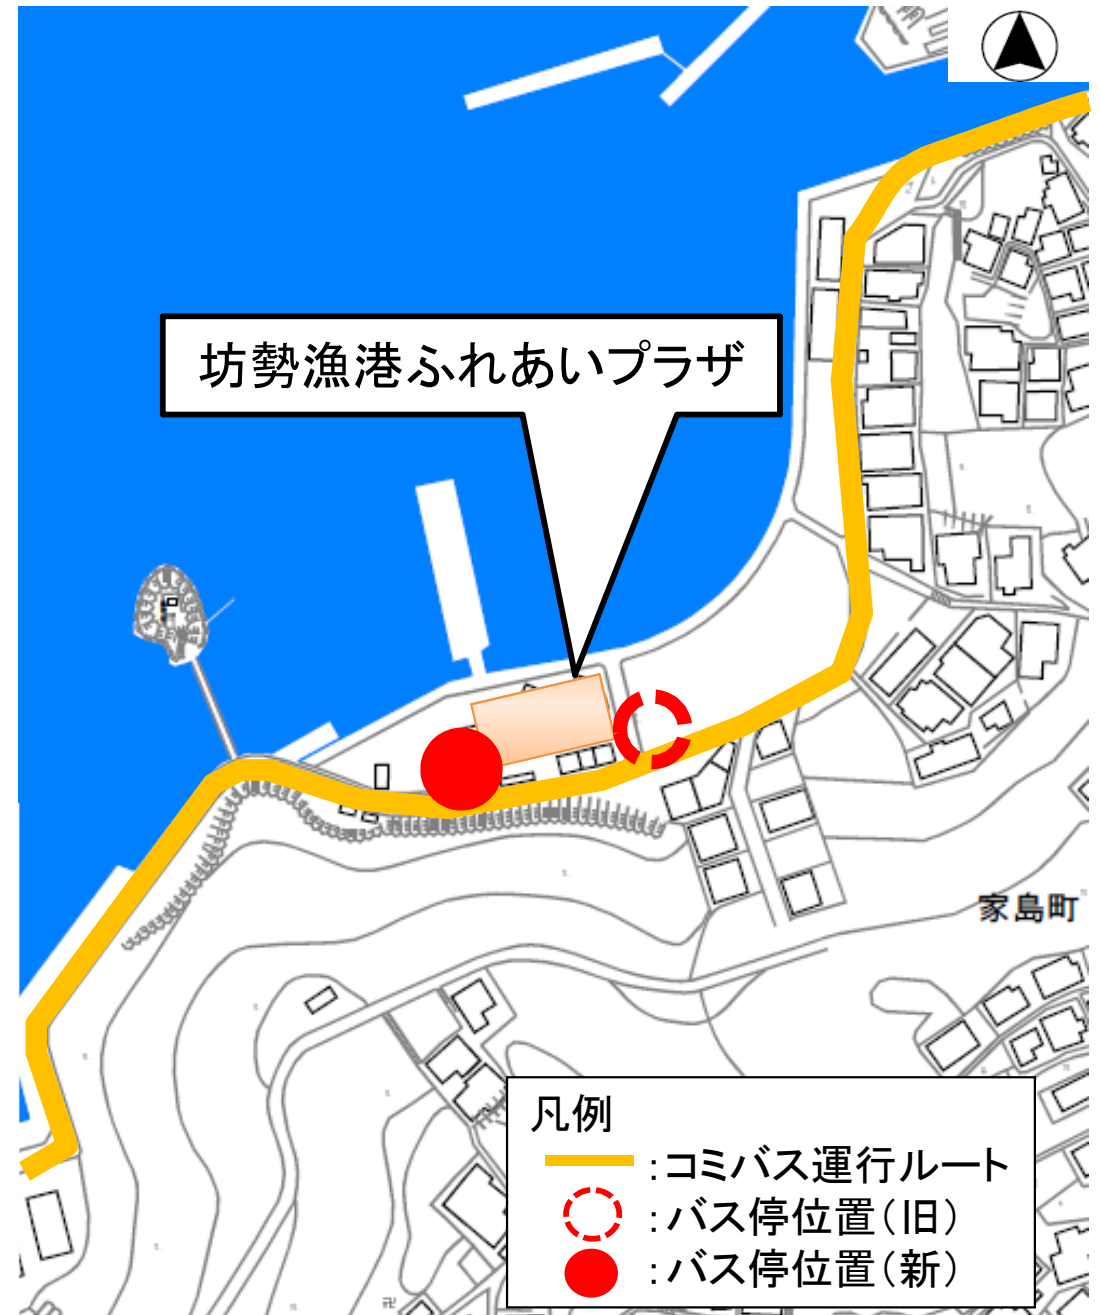 坊勢漁港ふれあいプラザ
家島町
凡例
：コミバス運行ルート
：バス停位置（旧）
：バス停位置（新）